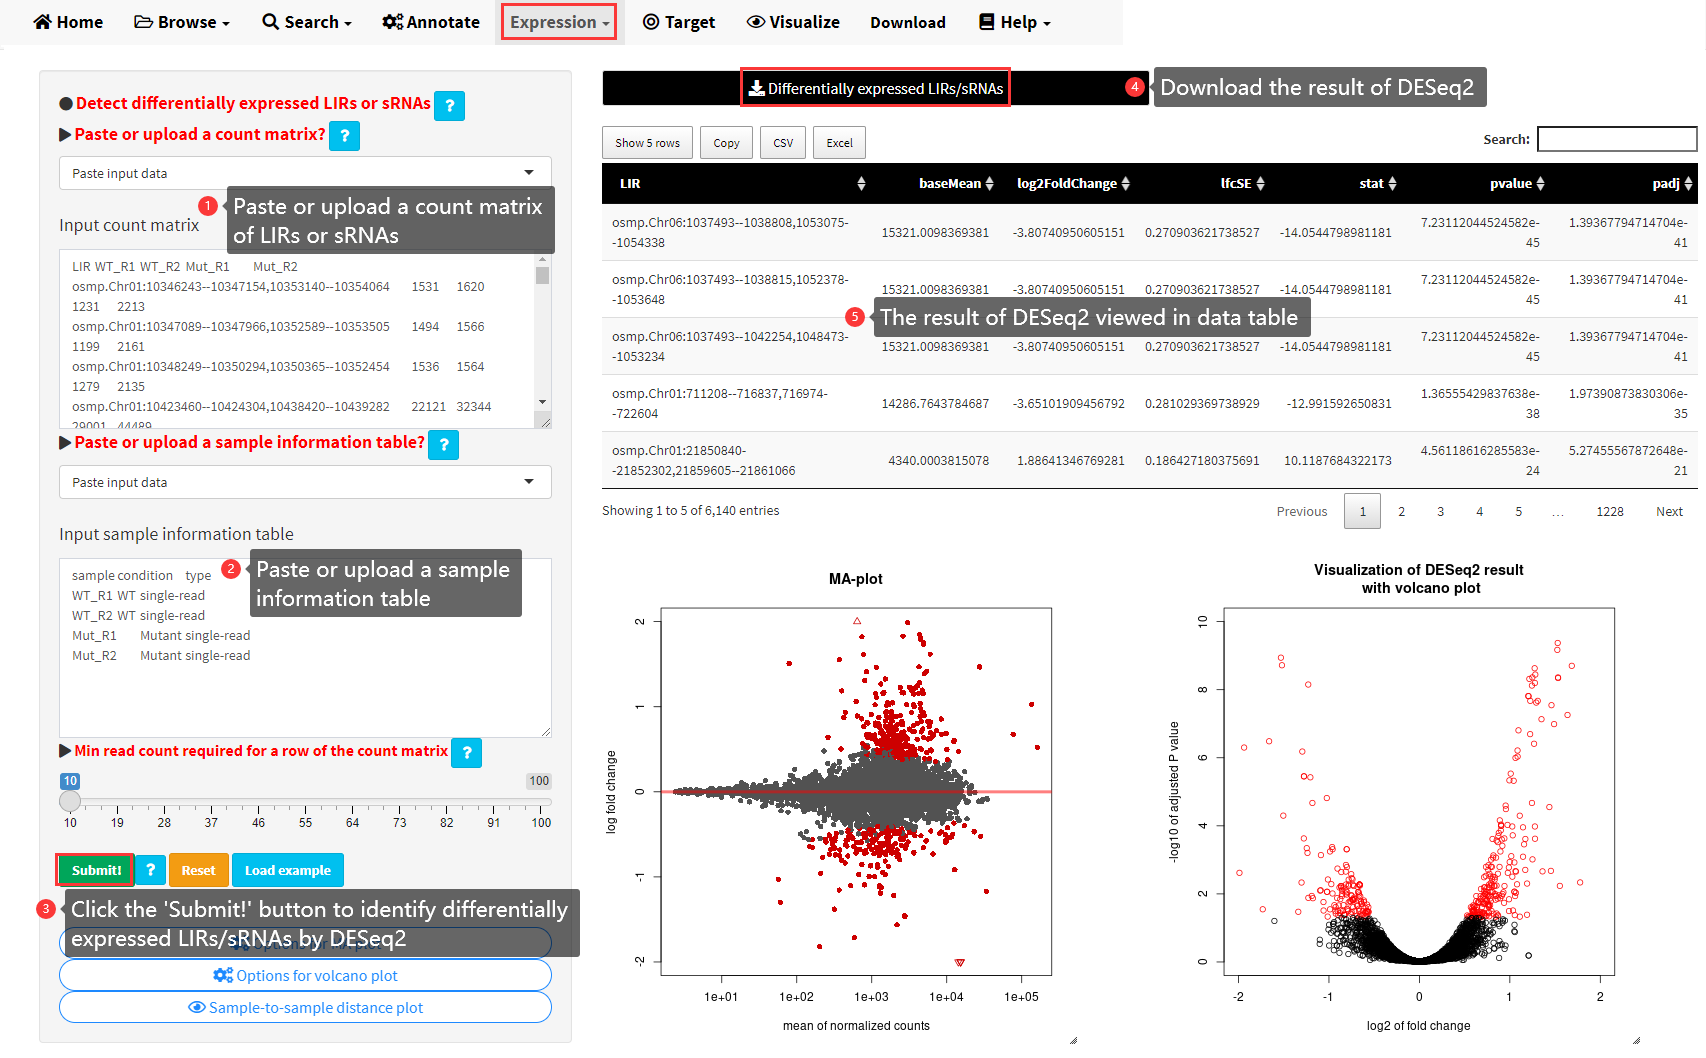 Home Browse Search Annotate Expression Target Visualize Download Help
Detect differentially expressed LIRs or sRNAs ?
Paste or upload a count matrix? ?
Paste input data
1 Paste or upload a count matrix
of LIRs or sRNAs
Input count matrix
LIR WT_R1 WT_R2 Mut_R1 Mut_R2
osmp.Chr01:10346243--10347154,10353140--10354064 1531 1620
1231 2213
osmp.Chr01:10347089--10347966,10352589--10353505 1494 1566
1199 2161
osmp.Chr01:10348249--10350294,10350365--10352454 1536 1564
1279 2135
osmp.Chr01:10423460--10424304,10438420--10439282 22121 32344
29001 44489
Paste or upload a sample information table? ?
Paste input data
Input sample information table
2 Paste or upload a sample
information table
sample condition type
WT_R1 WT single-read
WT_R2 WT single-read
Mut_R1 Mutant single-read
Mut_R2 Mutant single-read
Min read count required for a row of the count matrix ?
10 100
10 19 28 37 46 55 64 73 82 91 100
Submit! ? Reset Load example
3 Click the 'Submit!' button to identify differentially
expressed LIRs/sRNAs by DESeq2
Options for volcano plot
Sample-to-sample distance plot
Differentially expressed LIRs/sRNAs
4 Download the result of DESeq2
Show 5 rows Copy CSV Excel
Search:
LIR baseMean log2FoldChange lfcSE stat pvalue padj
osmp.Chr06:1037493--1038808,1053075-
-1054338 15321.0098369381 -3.80740950605151 0.270903621738527 -14.0544798981181 7.23112044524582e-
45 1.39367794714704e-
41
osmp.Chr06:1037493--1038815,1052378-
-1053648 15321.0098369381 -3.80740950605151 0.270903621738527 -14.0544798981181 7.23112044524582e-
45 1.39367794714704e-
41
5 The result of DESeq2 viewed in data table
osmp.Chr06:1037493--1042254,1048473-
-1053234 15321.0098369381 -3.80740950605151 0.270903621738527 -14.0544798981181 7.23112044524582e-
45 1.39367794714704e-
41
osmp.Chr01:711208--716837,716974-
-722604 14286.7643784687 -3.65101909456792 0.281029369738929 -12.991592650831 1.36555429837638e-
38 1.97390873830306e-
35
osmp.Chr01:21850840-
-21852302,21859605--21861066 4340.0003815078 1.88641346769281 0.186427180375691 10.1187684322173 4.56118616285583e-
24 5.27455567872648e-
21
Showing 1 to 5 of 6,140 entries
Previous 1 2 3 4 5 … 1228 Next
MA-plot
log fold change
2
1
0
-1
-2
1e+01 1e+02 1e+03 1e+04 1e+05
mean of normalized counts
Visualization of DESeq2 result
with volcano plot
-log10 of adjusted P value
10
8
6
4
2
0
-2 -1 0 1 2
log2 of fold change